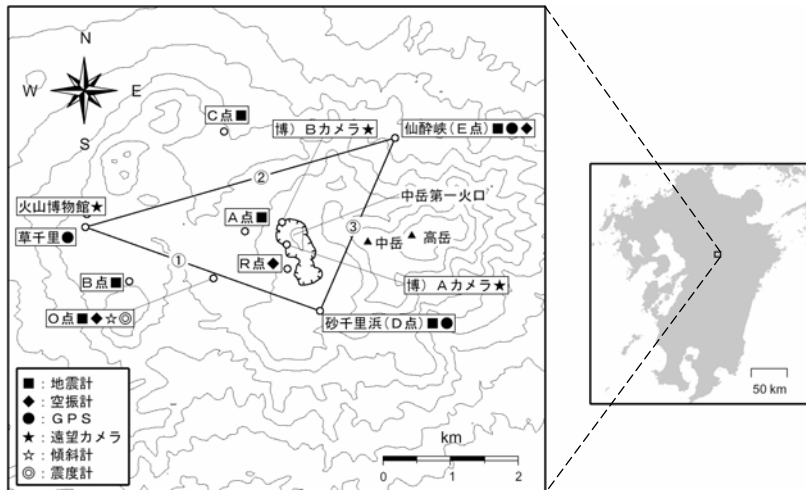 N
W
E
S
C点■
博）Bカメラ★
仙酔峡(E点)■●◆
②
火山博物館★
中岳第一火口
A点■
③
▲中岳
▲高岳
草千里●
①
R点◆
B点■
博）Aカメラ★
O点■◆☆◎
砂千里浜(D点)■●
■：地震計
◆：空振計
●：GPS
★：遠望カメラ
☆：傾斜計
◎：震度計
km
0 1 2
50 km